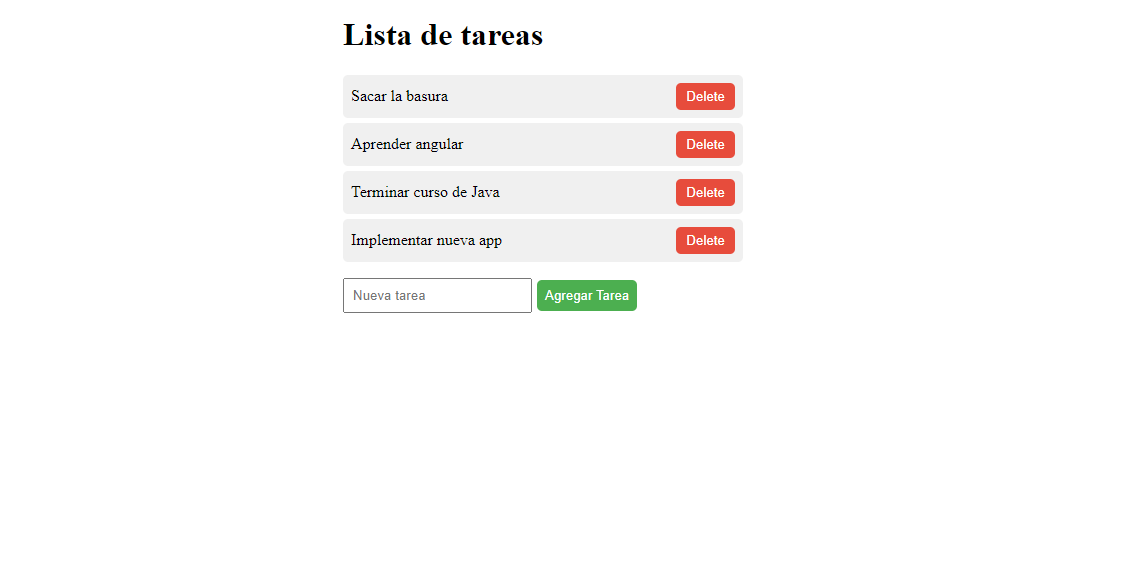 Lista de tareas
Sacar la basura Delete
Aprender angular Delete
Terminar curso de Java Delete
Implementar nueva app Delete
Nueva tarea Agregar Tarea